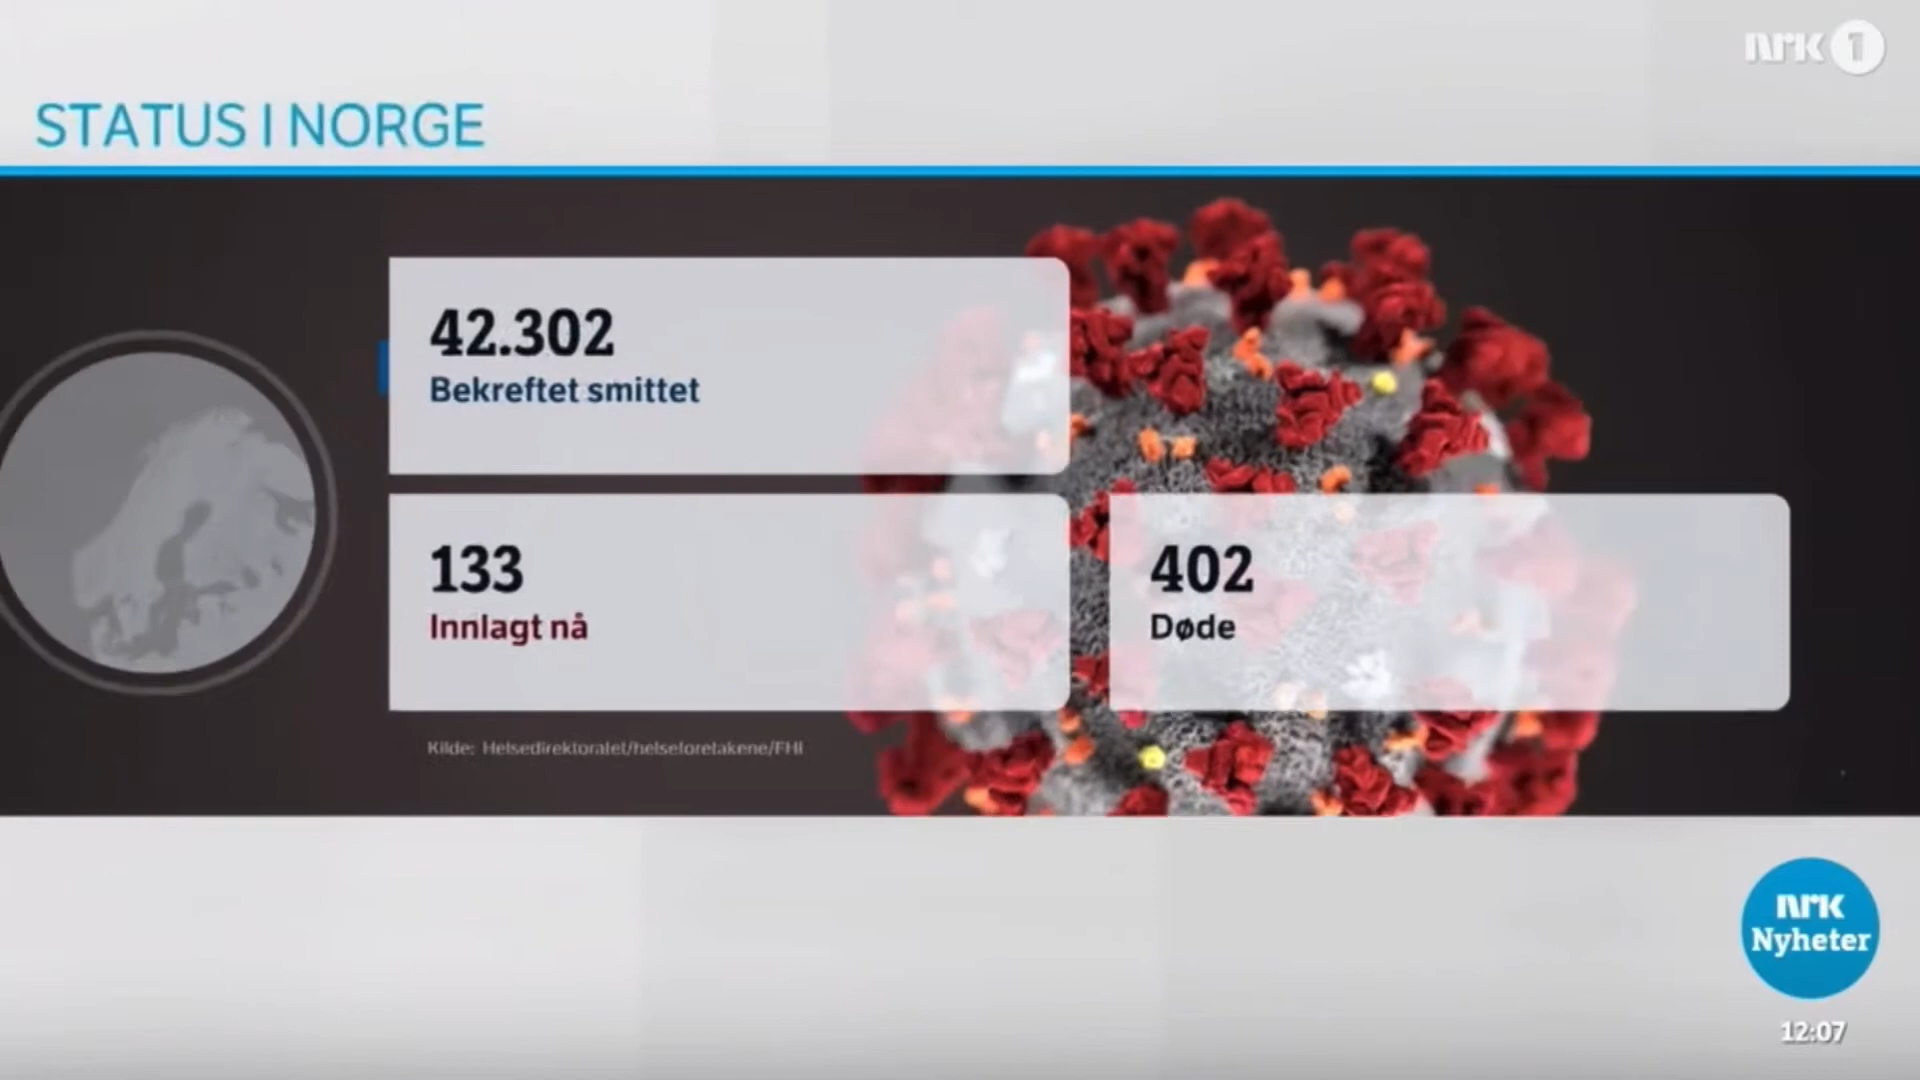 nrk 1
STATUS I NORGE
42.302
Bekreftet smittet
133
Innlagt nå
402
Døde
Kilde: Helsedirektoratet/helseforetakene/FHI
nrk
Nyheter
12:07